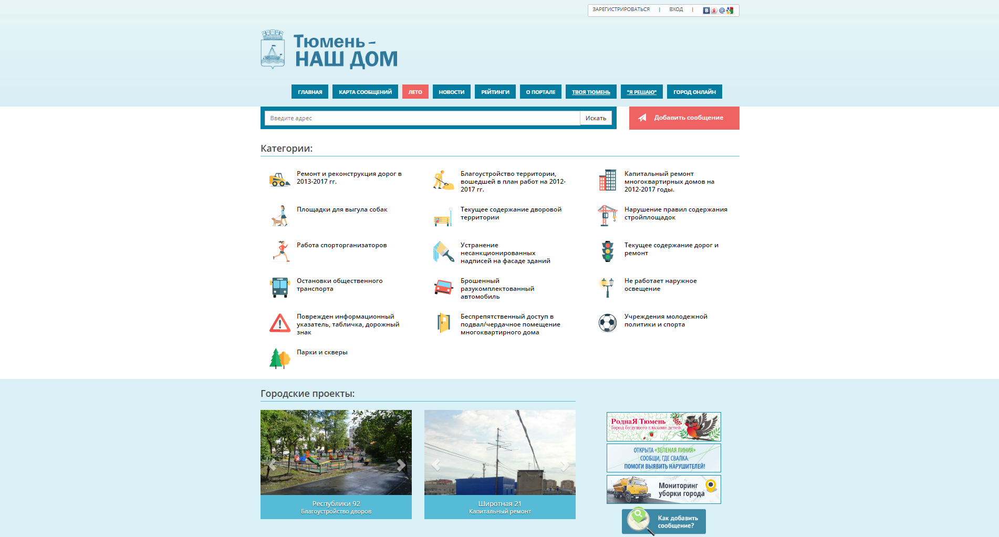 ЗАРЕГИСТРИРОВАТЬСЯ | ВХОД |
Тюмень -
НАШ ДОМ
ГЛАВНАЯ КАРТА СООБЩЕНИЙ ЛЕТО НОВОСТИ РЕЙТИНГИ О ПОРТАЛЕ ТВОЯ ТЮМЕНЬ "Я РЕШАЮ" ГОРОД ОНЛАЙН
Введите адрес Искать Добавить сообщение
Категории:
Ремонт и реконструкция дорог в
2013-2017 гг.
Благоустройство территории,
вошедшей в план работ на 2012-
2017 гг.
Капитальный ремонт
многоквартирных домов на
2012-2017 годы.
Площадки для выгула собак
Текущее содержание дворовой
территории
Нарушение правил содержания
стройплощадок
Работа спорторганизаторов
Устранение
несанкционированных
надписей на фасаде зданий
Текущее содержание дорог и
ремонт
Остановки общественного
транспорта
Брошенный
разукомплектованный
автомобиль
Не работает наружное
освещение
Поврежден информационный
указатель, табличка, дорожный
знак
Беспрепятственный доступ в
подвал/чердачное помещение
многоквартирного дома
Учреждения молодежной
политики и спорта
Парки и скверы
Городские проекты:
Республики 92
Благоустройство дворов
Широтная 21
Капитальный ремонт
РоднаЯ Тюмень
Город будущего глазами детей
ОТКРЫТА «ЗЕЛЕНАЯ ЛИНИЯ»
СООБЩИ, ГДЕ СВАЛКА.
ПОМОГИ ВЫЯВИТЬ НАРУШИТЕЛЕЙ!
Мониторинг
уборки города
Как добавить
сообщение?